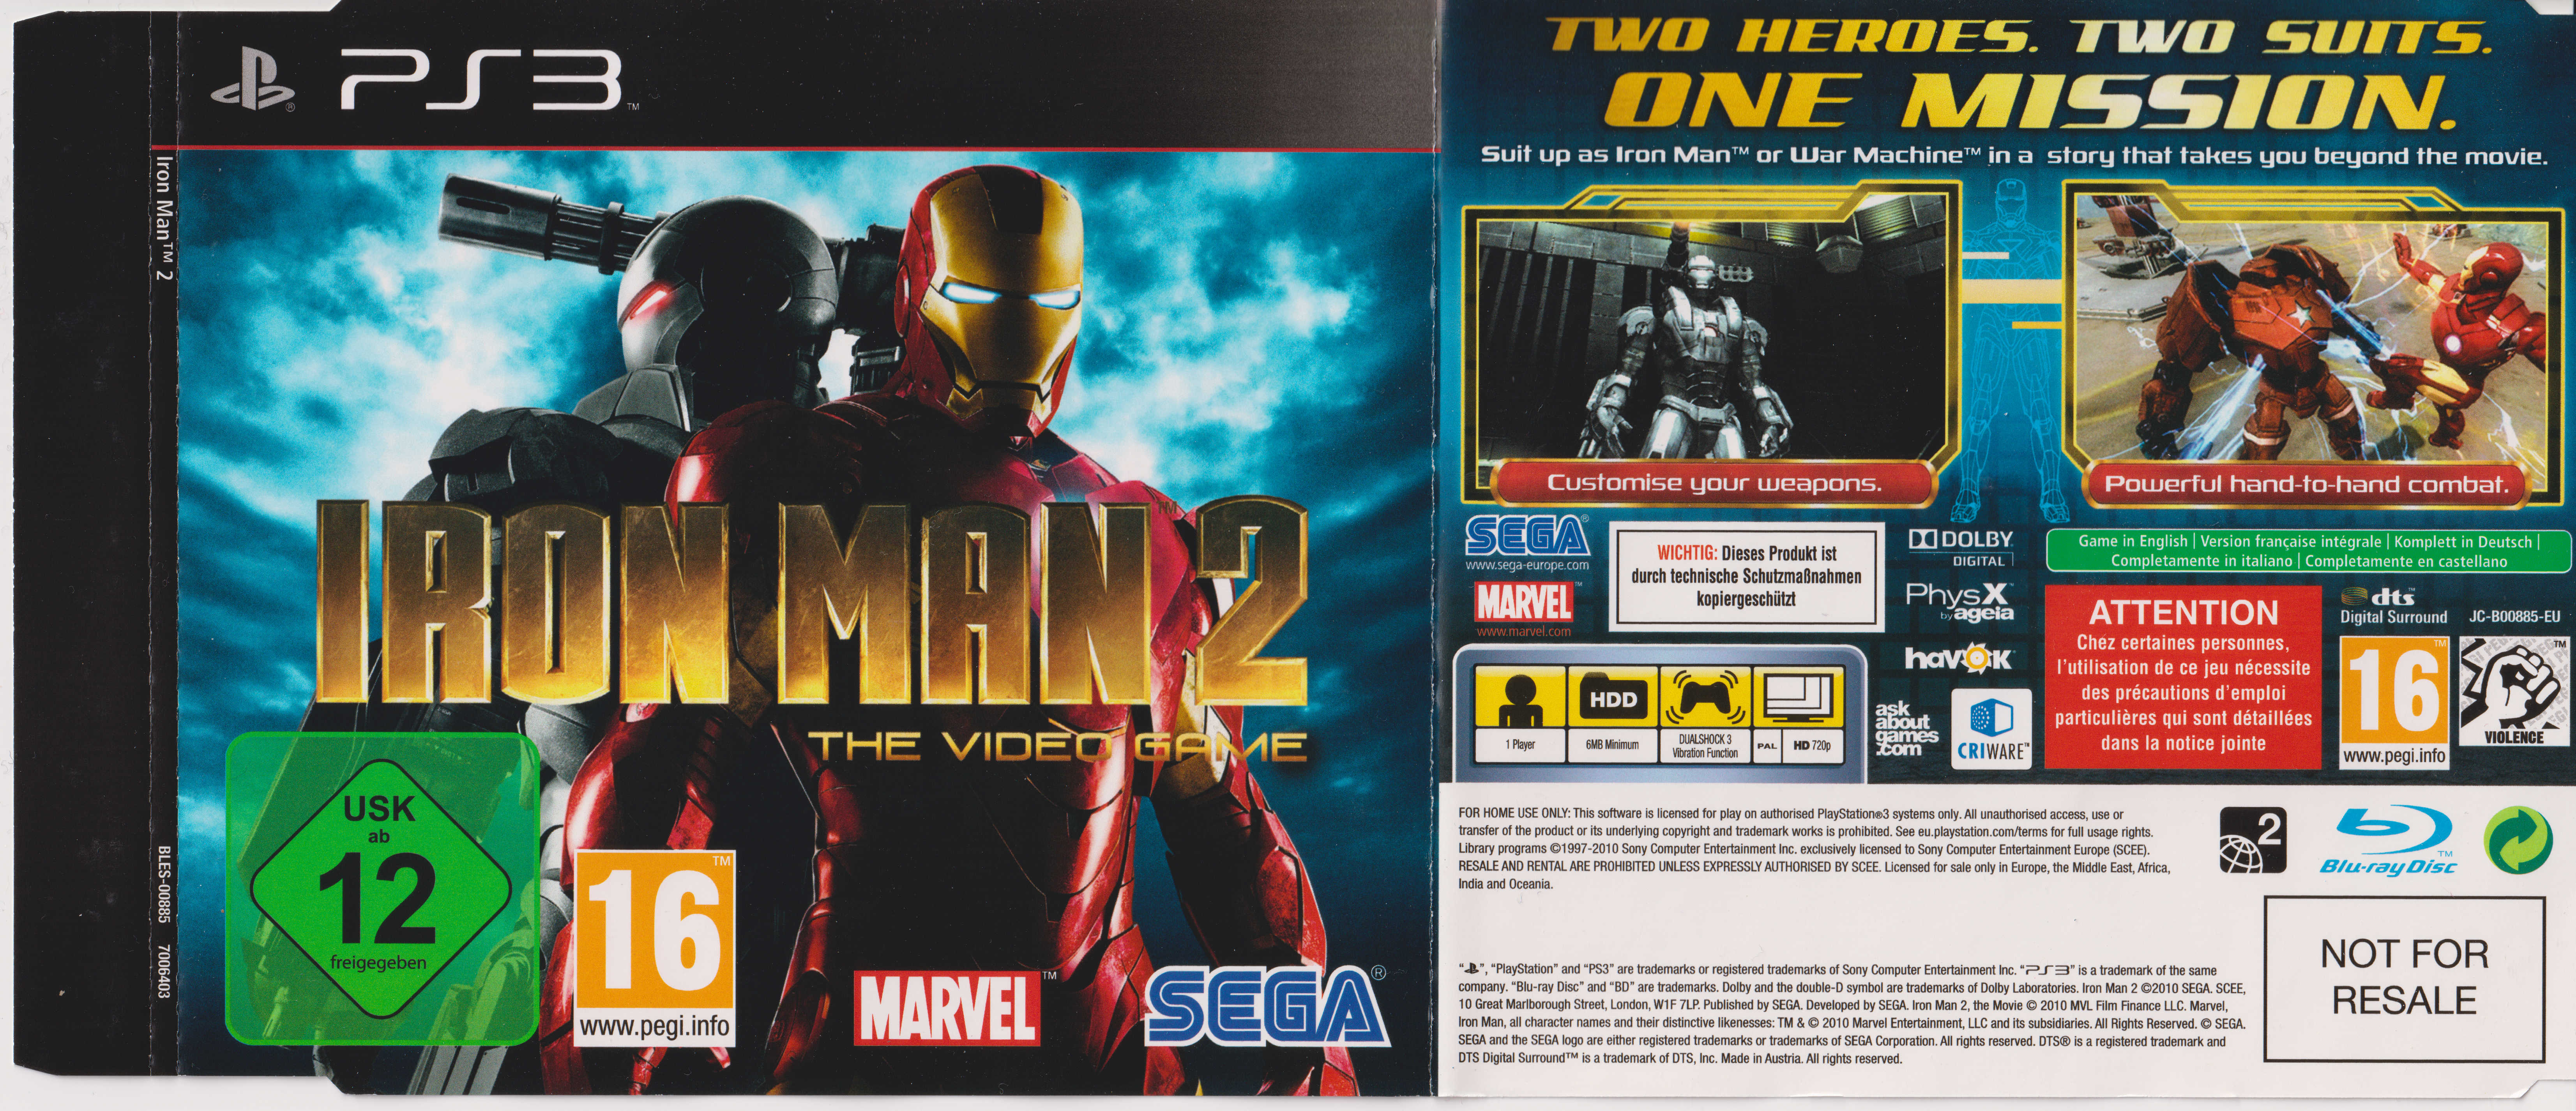 PS3™
Iron Man™ 2
BLES-00885 7006403
IRON MAN 2™
THE VIDEO GAME
USK
ab
12
freigegeben
16™
www.pegi.info
MARVEL™
SEGA®
TWO HEROES. TWO SUITS.
ONE MISSION.
Suit up as Iron Man™ or War Machine™ in a story that takes you beyond the movie.
Customise your weapons.
Powerful hand-to-hand combat.
SEGA®
www.sega-europe.com
MARVEL™
www.marvel.com
WICHTIG: Dieses Produkt ist
durch technische Schutzmaßnahmen
kopiergeschützt
DOLBY
DIGITAL
PhysX™
by ageia
havok
Game in English | Version française intégrale | Komplett in Deutsch |
Completamente in italiano | Completamente en castellano
ATTENTION
Chez certaines personnes,
l'utilisation de ce jeu nécessite
des précautions d'emploi
particulières qui sont détaillées
dans la notice jointe
dts™
Digital Surround
JC-B00885-EU
16™
www.pegi.info
VIOLENCE
HDD
1 Player
6MB Minimum
DUALSHOCK 3
Vibration Function
PAL
HD 720p
ask
about
games
.com
CRIWARE™
FOR HOME USE ONLY: This software is licensed for play on authorised PlayStation®3 systems only. All unauthorised access, use or
transfer of the product or its underlying copyright and trademark works is prohibited. See eu.playstation.com/terms for full usage rights.
Library programs ©1997-2010 Sony Computer Entertainment Inc. exclusively licensed to Sony Computer Entertainment Europe (SCEE).
RESALE AND RENTAL ARE PROHIBITED UNLESS EXPRESSLY AUTHORISED BY SCEE. Licensed for sale only in Europe, the Middle East, Africa,
India and Oceania.
2
Blu-ray Disc™
NOT FOR
RESALE
"", "PlayStation" and "PS3" are trademarks or registered trademarks of Sony Computer Entertainment Inc. "PS3" is a trademark of the same
company. "Blu-ray Disc" and "BD" are trademarks. Dolby and the double-D symbol are trademarks of Dolby Laboratories. Iron Man 2 ©2010 SEGA. SCEE,
10 Great Marlborough Street, London, W1F 7LP. Published by SEGA. Developed by SEGA. Iron Man 2, the Movie © 2010 MVL Film Finance LLC. Marvel,
Iron Man, all character names and their distinctive likenesses: TM & © 2010 Marvel Entertainment, LLC and its subsidiaries. All Rights Reserved. © SEGA.
SEGA and the SEGA logo are either registered trademarks or trademarks of SEGA Corporation. All rights reserved. DTS® is a registered trademark and
DTS Digital Surround™ is a trademark of DTS, Inc. Made in Austria. All rights reserved.